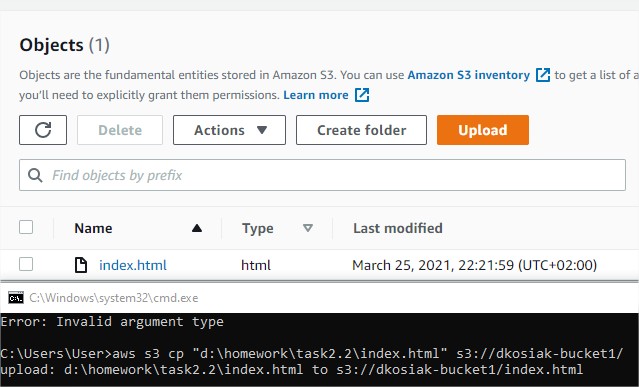 Objects (1)
Objects are the fundamental entities stored in Amazon S3. You can use Amazon S3 inventory to get a list of a
you'll need to explicitly grant them permissions. Learn more
Delete Actions Create folder Upload
Find objects by prefix
Name Type Last modified
index.html html March 25, 2021, 22:21:59 (UTC+02:00)
C:\Windows\system32\cmd.exe
Error: Invalid argument type
C:\Users\User>aws s3 cp "d:\homework\task2.2\index.html" s3://dkosiak-bucket1/
upload: d:\homework\task2.2\index.html to s3://dkosiak-bucket1/index.html